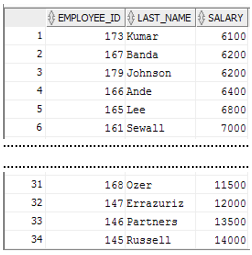 EMPLOYEE_ID LAST_NAME SALARY
1 173 Kumar 6100
2 167 Banda 6200
3 179 Johnson 6200
4 166 Ande 6400
5 165 Lee 6800
6 161 Sewall 7000
31 168 Ozer 11500
32 147 Errazuriz 12000
33 146 Partners 13500
34 145 Russell 14000